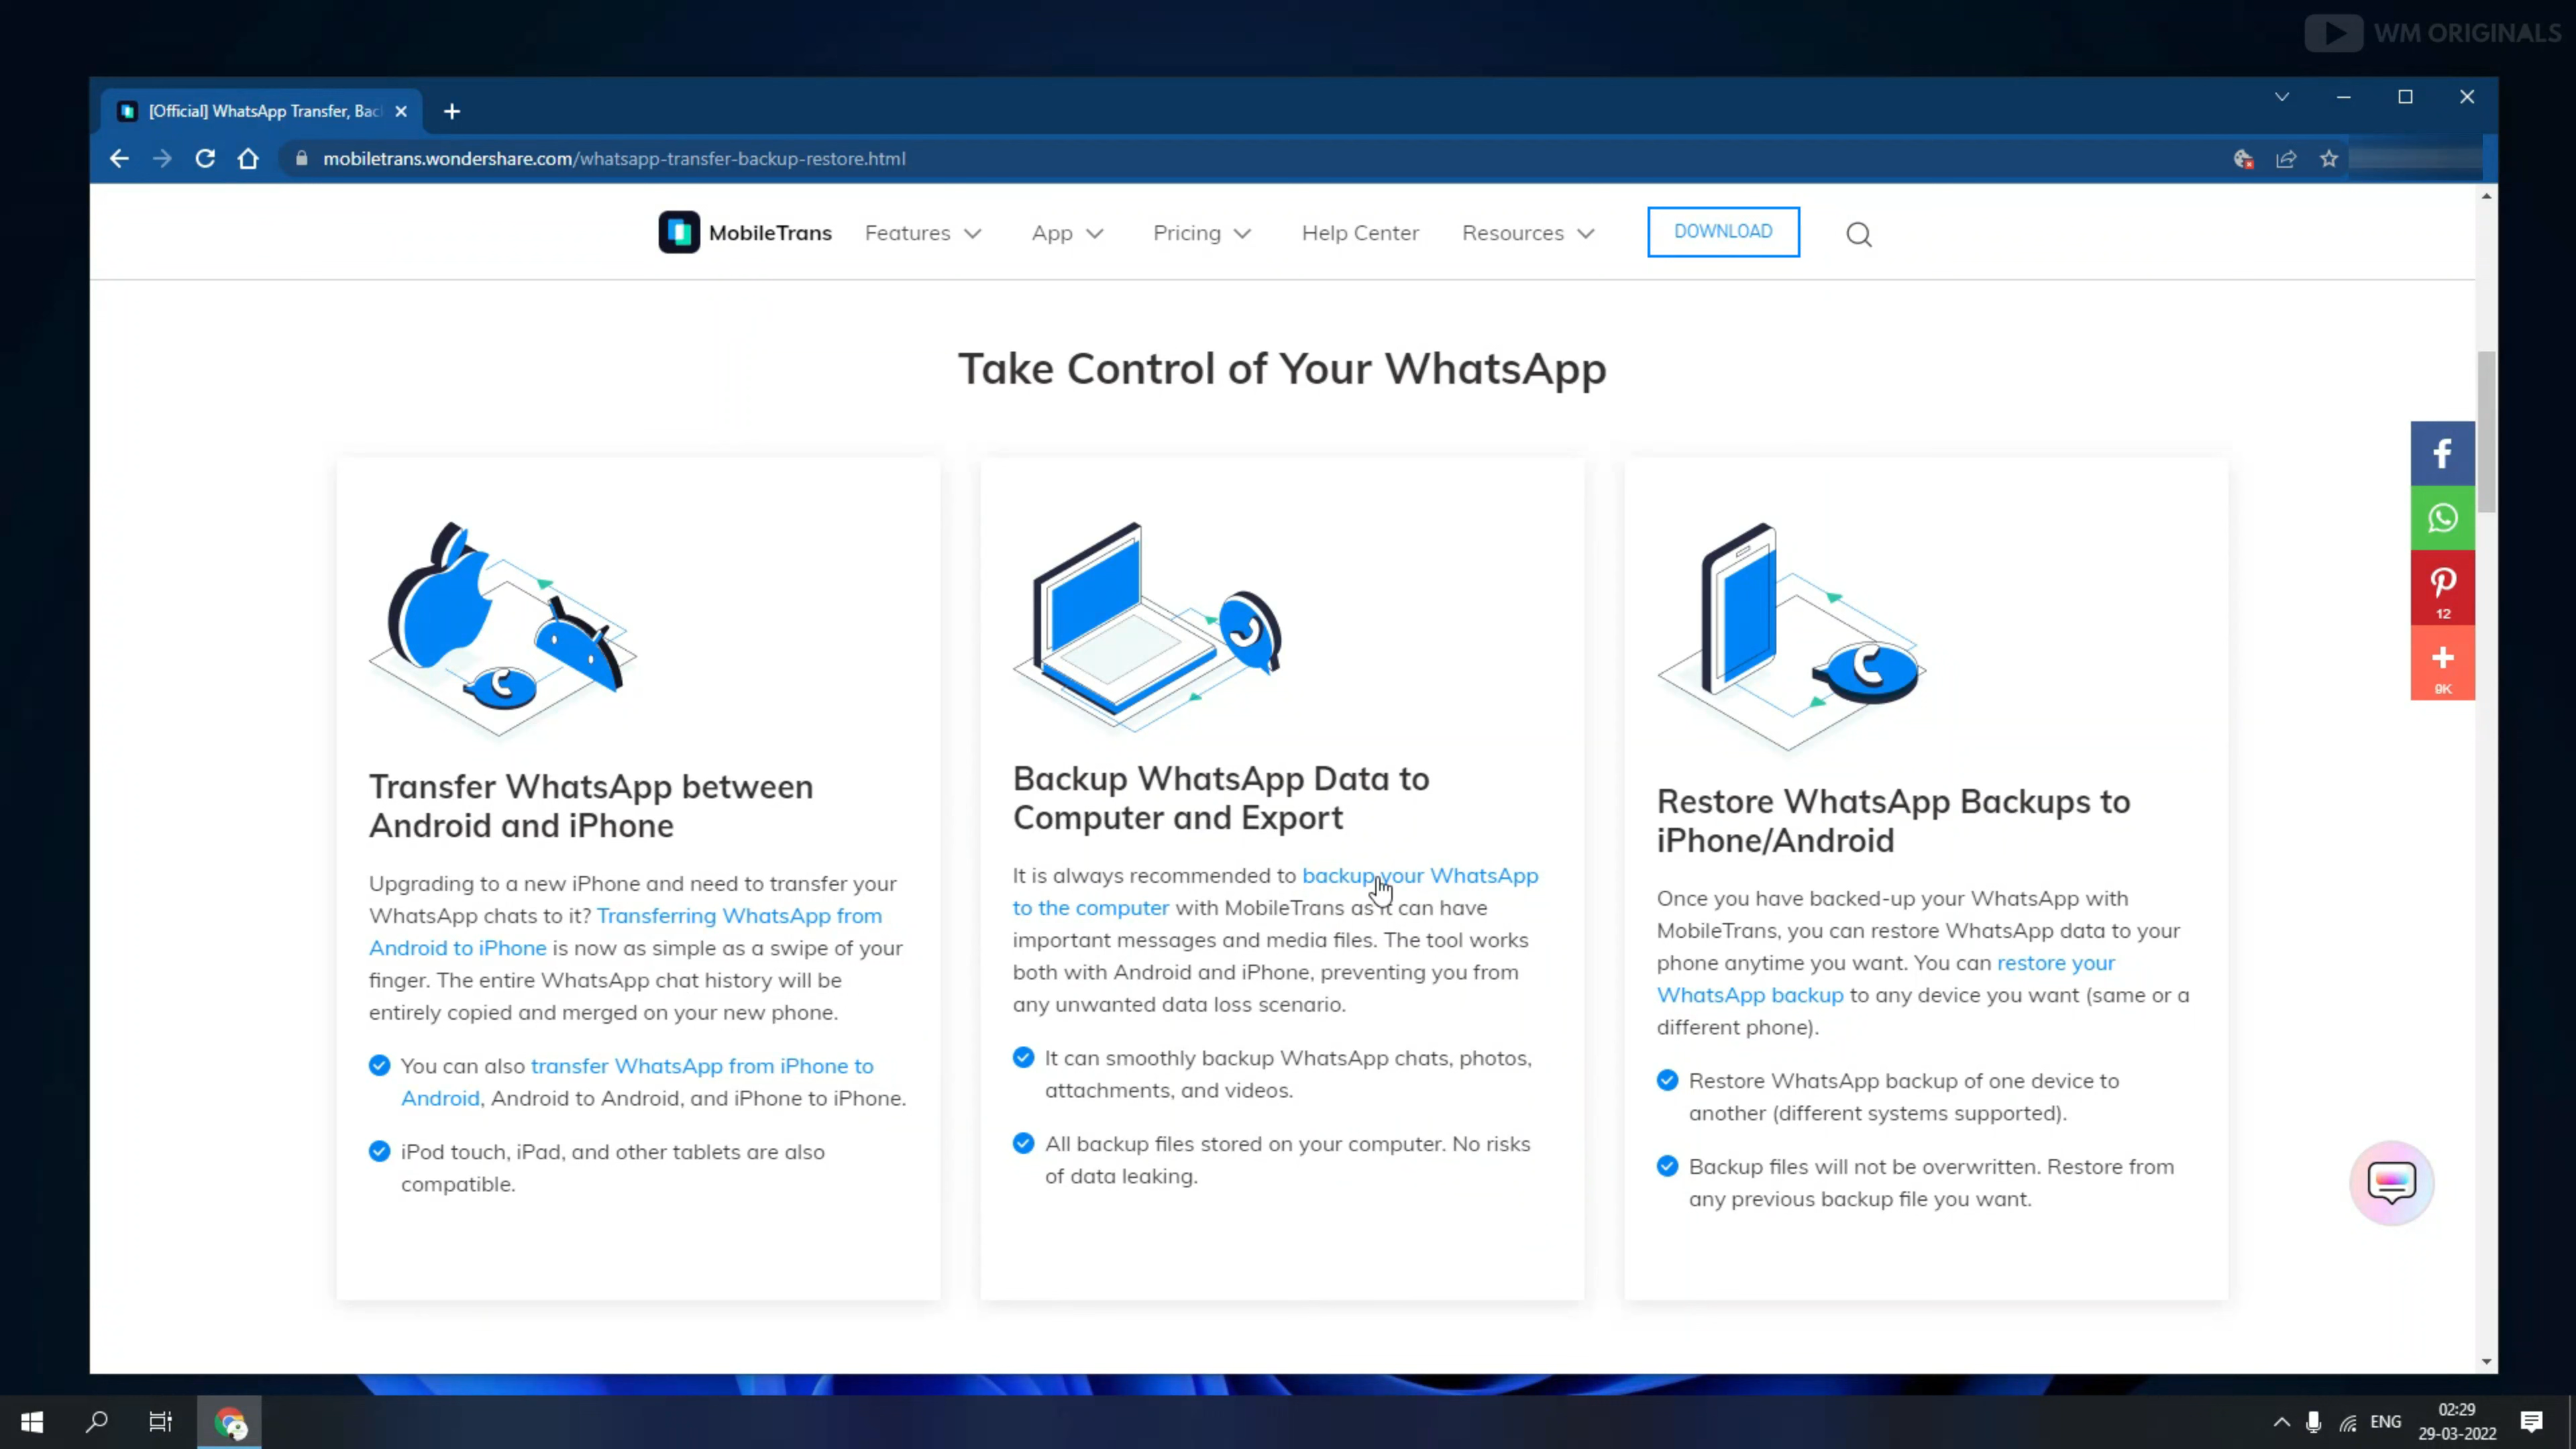 WM ORIGINALS
[Official] WhatsApp Transfer, Bac
mobiletrans.wondershare.com/whatsapp-transfer-backup-restore.html
MobileTrans
Features
App
Pricing
Help Center
Resources
DOWNLOAD
Take Control of Your WhatsApp
Transfer WhatsApp between
Android and iPhone
Upgrading to a new iPhone and need to transfer your
WhatsApp chats to it? Transferring WhatsApp from
Android to iPhone is now as simple as a swipe of your
finger. The entire WhatsApp chat history will be
entirely copied and merged on your new phone.
You can also transfer WhatsApp from iPhone to
Android, Android to Android, and iPhone to iPhone.
iPod touch, iPad, and other tablets are also
compatible.
Backup WhatsApp Data to
Computer and Export
It is always recommended to backup your WhatsApp
to the computer with MobileTrans as it can have
important messages and media files. The tool works
both with Android and iPhone, preventing you from
any unwanted data loss scenario.
It can smoothly backup WhatsApp chats, photos,
attachments, and videos.
All backup files stored on your computer. No risks
of data leaking.
Restore WhatsApp Backups to
iPhone/Android
Once you have backed-up your WhatsApp with
MobileTrans, you can restore WhatsApp data to your
phone anytime you want. You can restore your
WhatsApp backup to any device you want (same or a
different phone).
Restore WhatsApp backup of one device to
another (different systems supported).
Backup files will not be overwritten. Restore from
any previous backup file you want.
12
9K
ENG
02:29
29-03-2022